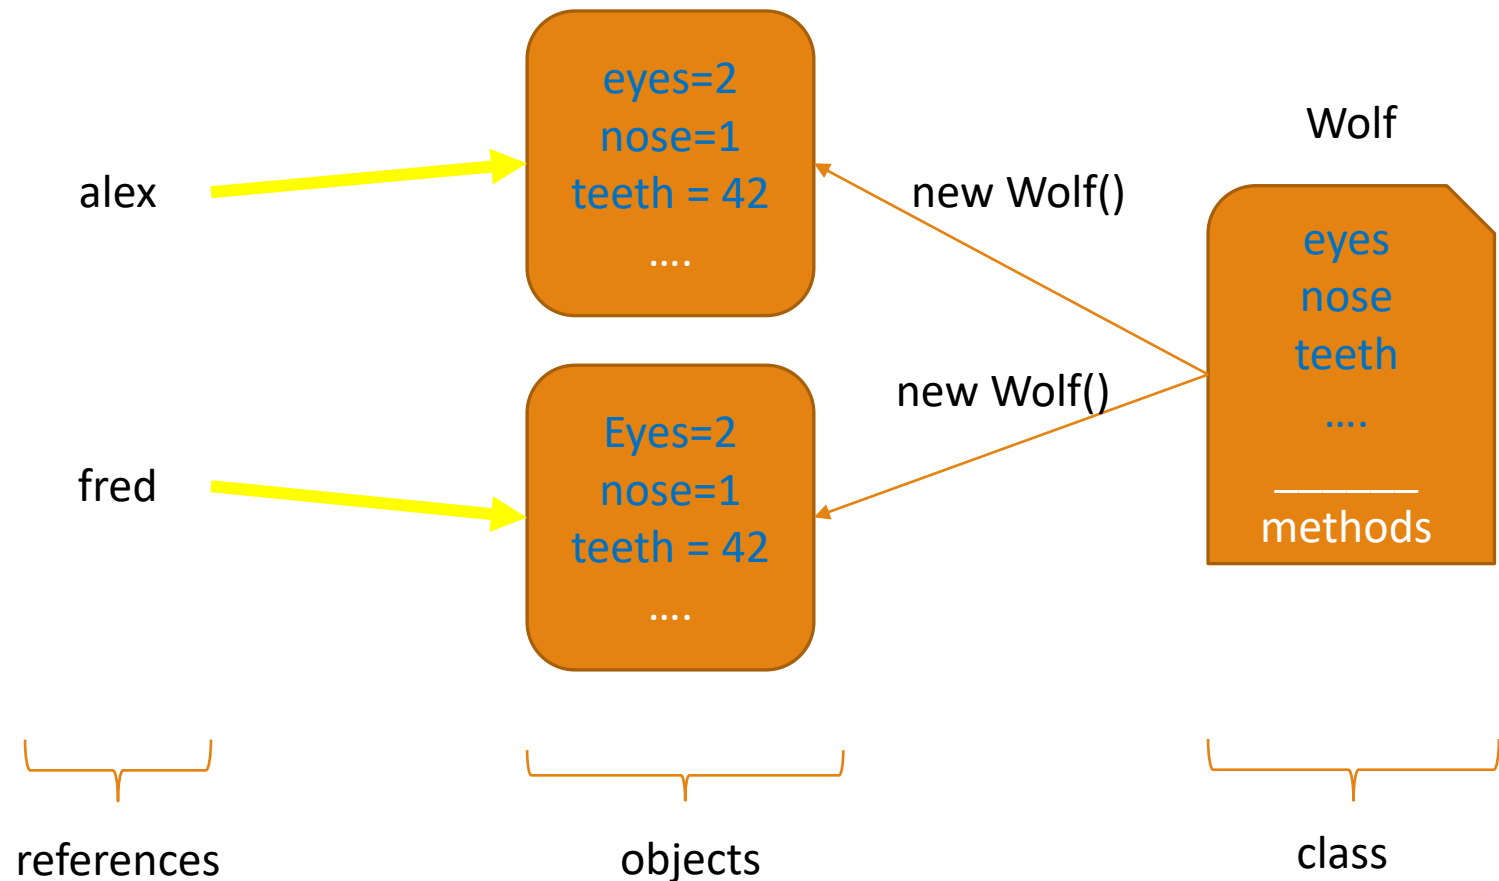 alex
fred
references
eyes=2
nose=1
teeth = 42
....
Eyes=2
nose=1
teeth = 42
....
objects
new Wolf()
new Wolf()
Wolf
eyes
nose
teeth
....
______
methods
class